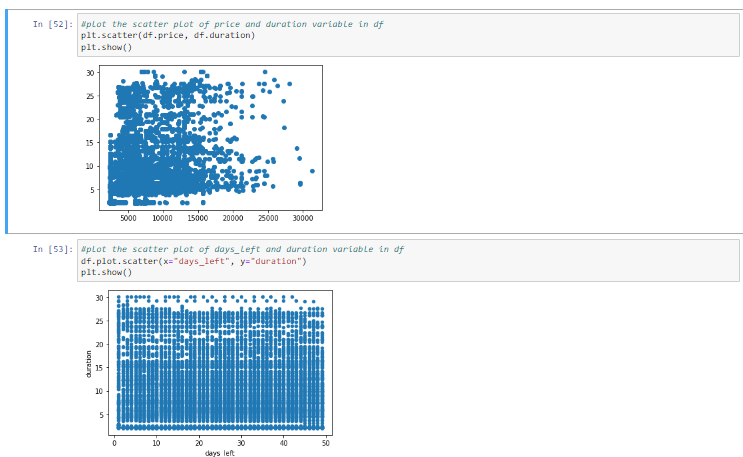 In [52]: #Plot the scatter plot of price and duration variable in df
plt.scatter(df.price, df.duration)
plt.show()
30
25
20
15
10
5
5000 10000 15000 20000 25000 30000
In [53]: #plot the scatter plot of days_left and duration variable in df
df.plot.scatter(x="days_left", y="duration")
plt.show()
30
25
20
15
10
5
duration
0 10 20 30 40 50
days_left